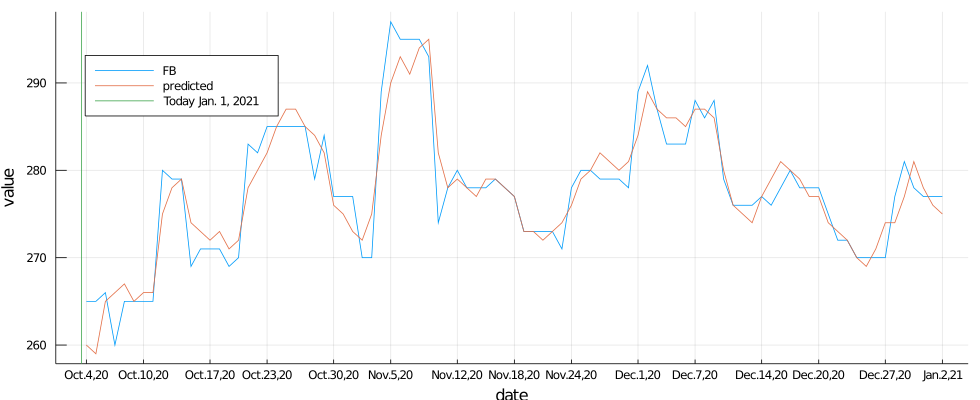 FB
predicted
Today Jan. 1, 2021
290
280
270
260
value
Oct.4,20 Oct.10,20 Oct.17,20 Oct.23,20 Oct.30,20 Nov.5,20 Nov.12,20 Nov.18,20 Nov.24,20 Dec.1,20 Dec.7,20 Dec.14,20 Dec.20,20 Dec.27,20 Jan.2,21
date